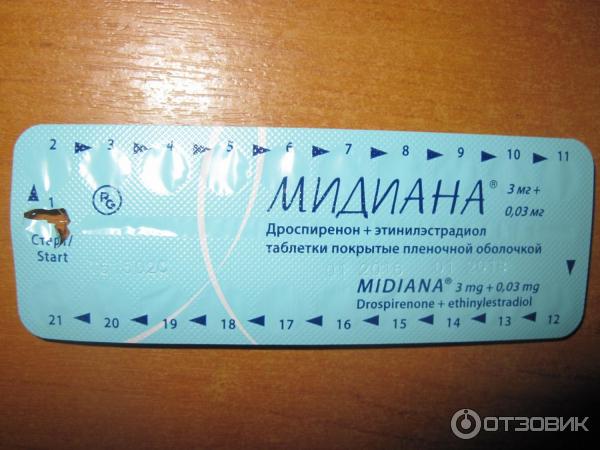 2 3 4 5 6 7 8 9 10 11
1
RG
МИДИАНА® 3 мг +
0,03 мг
Старт/
Start
Дроспиренон + этинилэстрадиол
таблетки покрытые пленочной оболочкой
MIDIANA® 3 mg + 0,03 mg
Drospirenone + ethinylestradiol
21 20 19 18 17 16 15 14 13 12
ОТЗОВИК